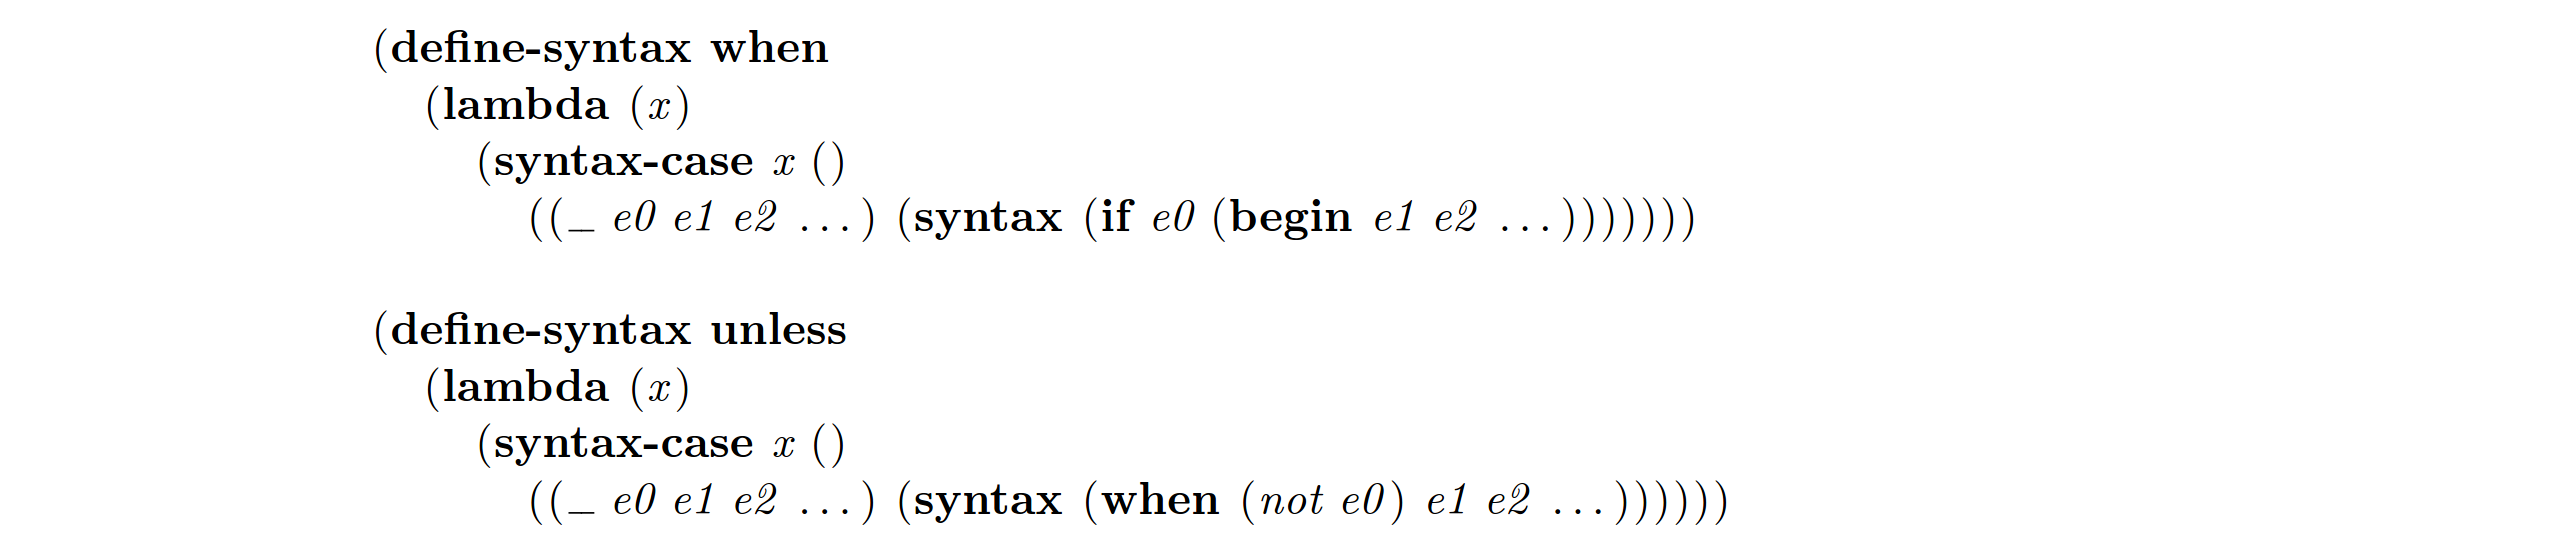 (define-syntax when
(lambda (x)
(syntax-case x ()
((_ e0 e1 e2 ...) (syntax (if e0 (begin e1 e2 ...)))))))
(define-syntax unless
(lambda (x)
(syntax-case x ()
((_ e0 e1 e2 ...) (syntax (when (not e0) e1 e2 ...))))))